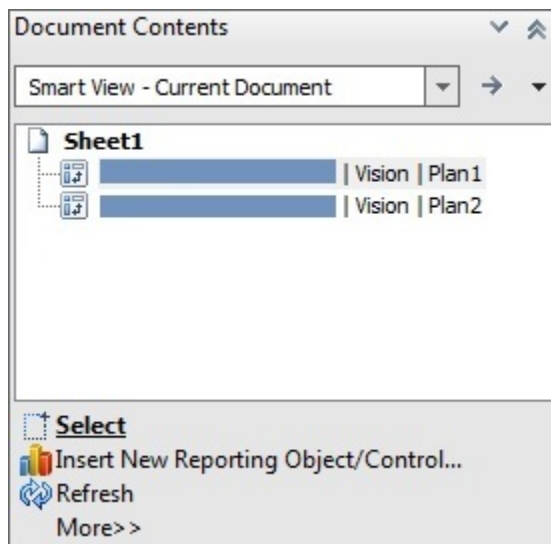 Document Contents
Smart View - Current Document
Sheet1
| Vision | Plan1
| Vision | Plan2
Select
Insert New Reporting Object/Control...
Refresh
More>>